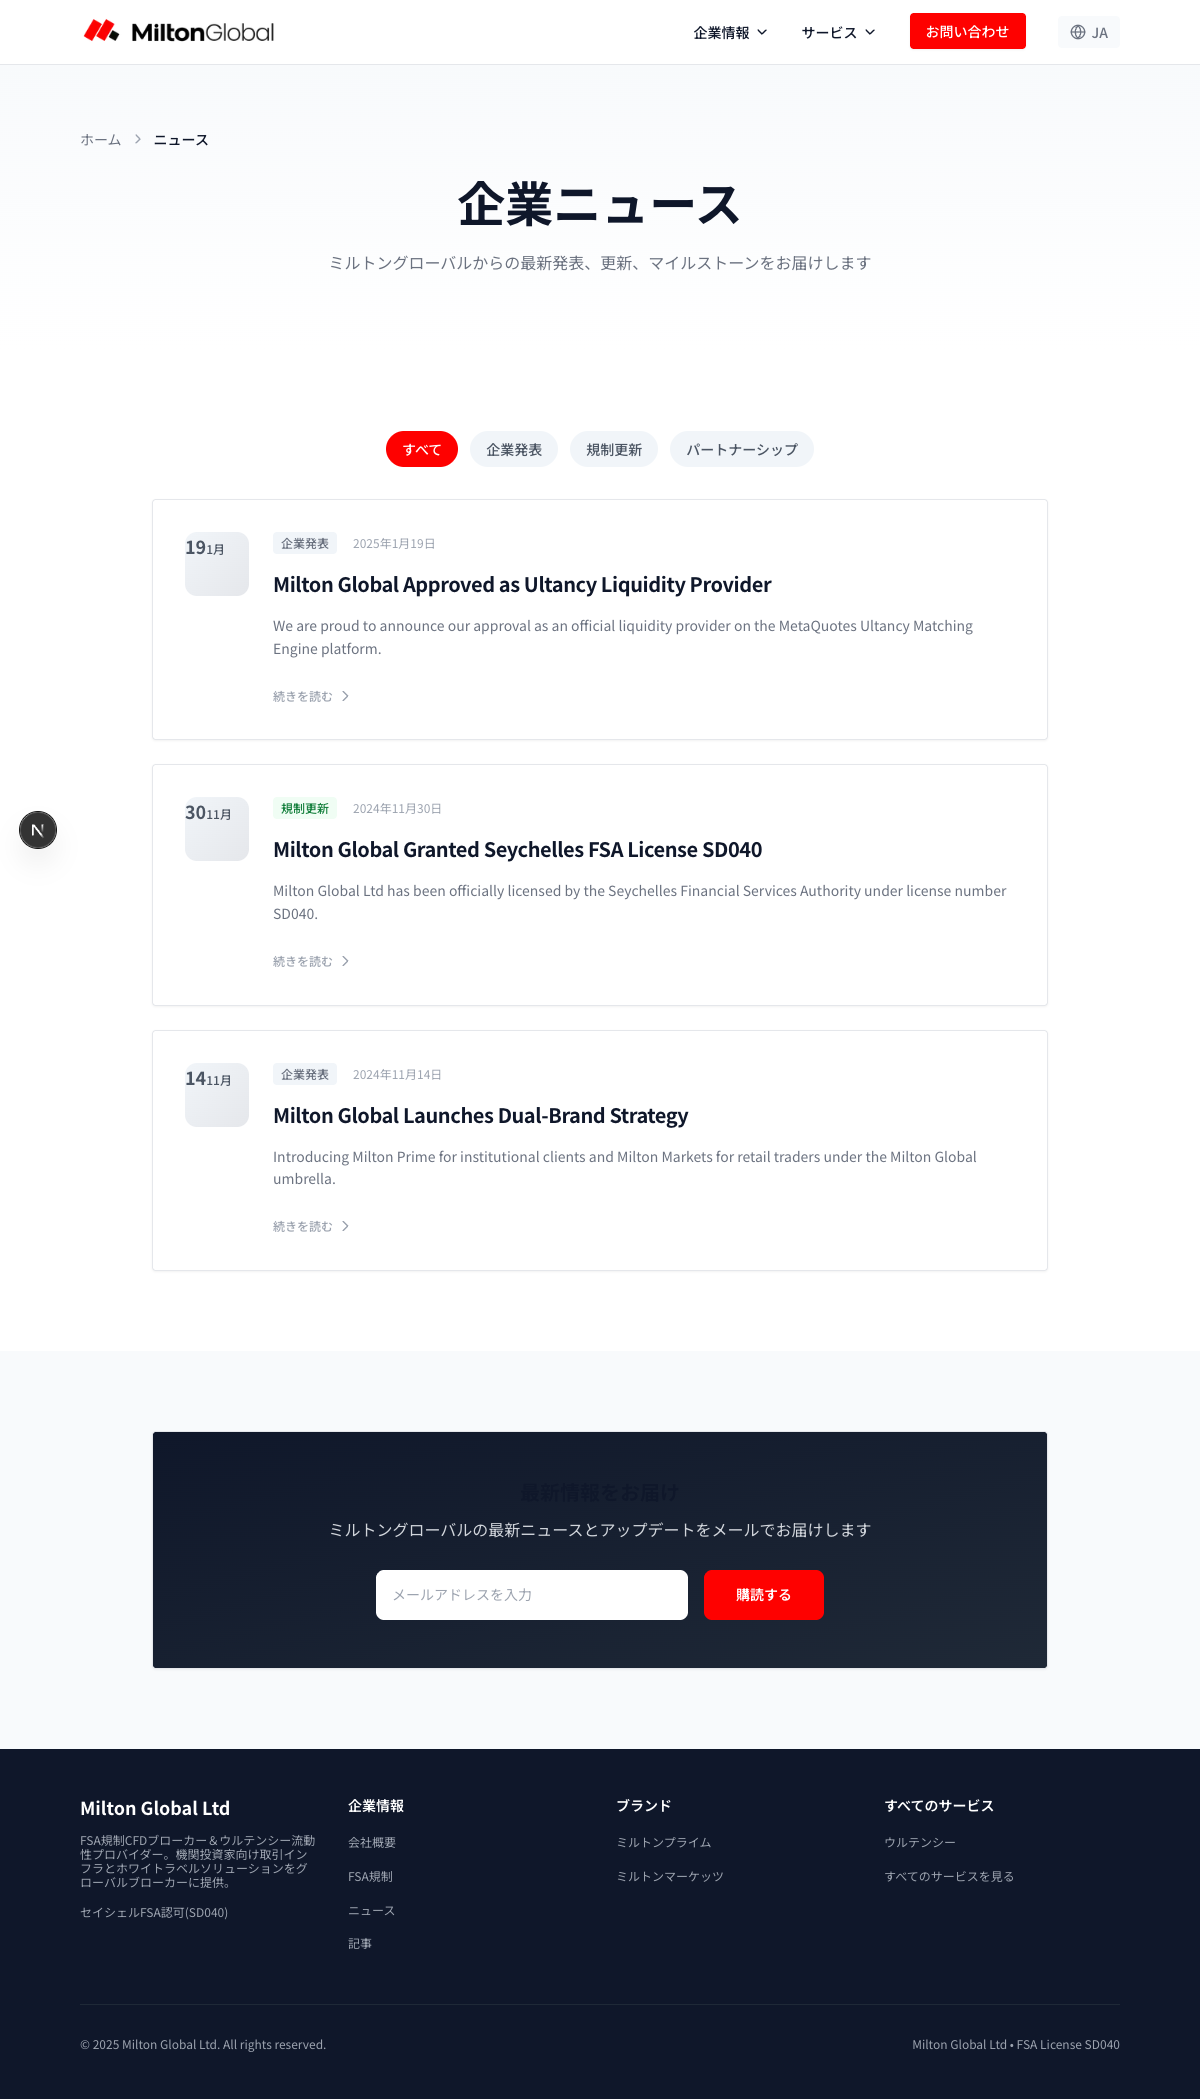 MiltonGlobal
企業情報
サービス
お問い合わせ
JA
ホーム
ニュース
企業ニュース
ミルトングローバルからの最新発表、更新、マイルストーンをお届けします
すべて
企業発表
規制更新
パートナーシップ
191月
企業発表
2025年1月19日
Milton Global Approved as Ultancy Liquidity Provider
We are proud to announce our approval as an official liquidity provider on the MetaQuotes Ultancy Matching
Engine platform.
続きを読む
3011月
規制更新
2024年11月30日
Milton Global Granted Seychelles FSA License SD040
Milton Global Ltd has been officially licensed by the Seychelles Financial Services Authority under license number
SD040.
続きを読む
N
1411月
企業発表
2024年11月14日
Milton Global Launches Dual-Brand Strategy
Introducing Milton Prime for institutional clients and Milton Markets for retail traders under the Milton Global
umbrella.
続きを読む
最新情報をお届け
ミルトングローバルの最新ニュースとアップデートをメールでお届けします
メールアドレスを入力
購読する
Milton Global Ltd
FSA規制CFDブローカー＆ウルテンシー流動
性プロバイダー。機関投資家向け取引イン
フラとホワイトラベルソリューションをグ
ローバルブローカーに提供。
セイシェルFSA認可(SD040)
企業情報
会社概要
FSA規制
ニュース
記事
ブランド
ミルトンプライム
ミルトンマーケッツ
すべてのサービス
ウルテンシー
すべてのサービスを見る
© 2025 Milton Global Ltd. All rights reserved.
Milton Global Ltd • FSA License SD040